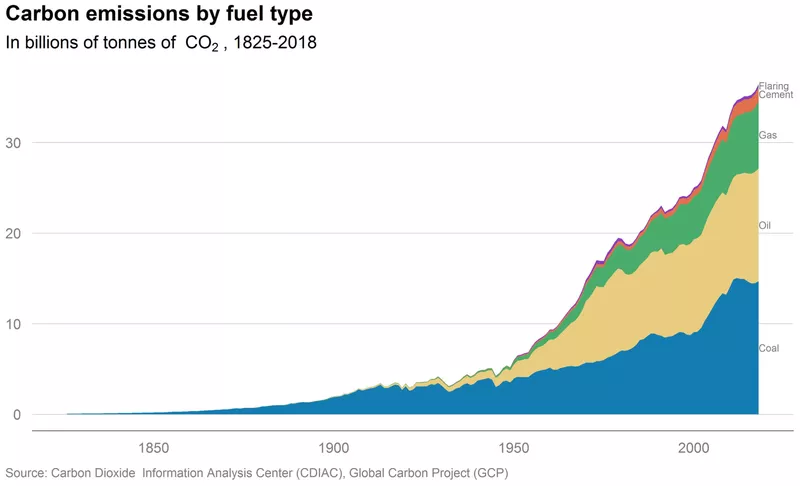 Carbon emissions by fuel type
In billions of tonnes of CO₂ , 1825-2018
Flaring
Cement
30
Gas
20
Oil
10
Coal
0
1850 1900 1950 2000
Source: Carbon Dioxide Information Analysis Center (CDIAC), Global Carbon Project (GCP)